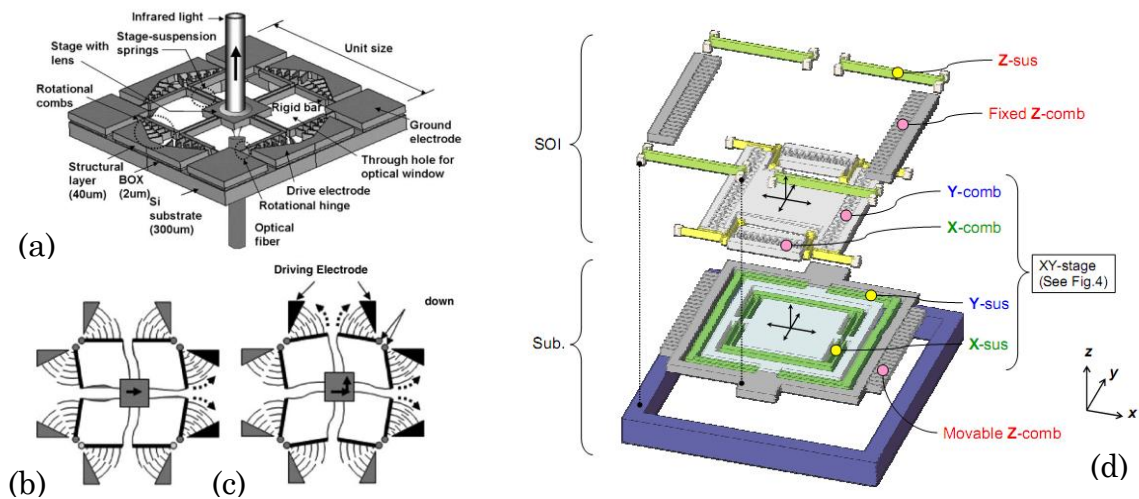 Infrared light
Stage-suspension
springs
Stage with
lens
Rotational
combs
Unit size
Rigid bar
Ground
electrode
Through hole for
optical window
Structural
layer
(40um)
BOX
(2um)
Si
substrate
(300um)
Drive electrode
Rotational hinge
Optical
fiber
(a)
Driving Electrode
down
(b)
(c)
SOI
Sub.
Z-sus
Fixed Z-comb
Y-comb
X-comb
XY-stage
(See Fig.4)
Y-sus
X-sus
Movable Z-comb
z
y
x
(d)